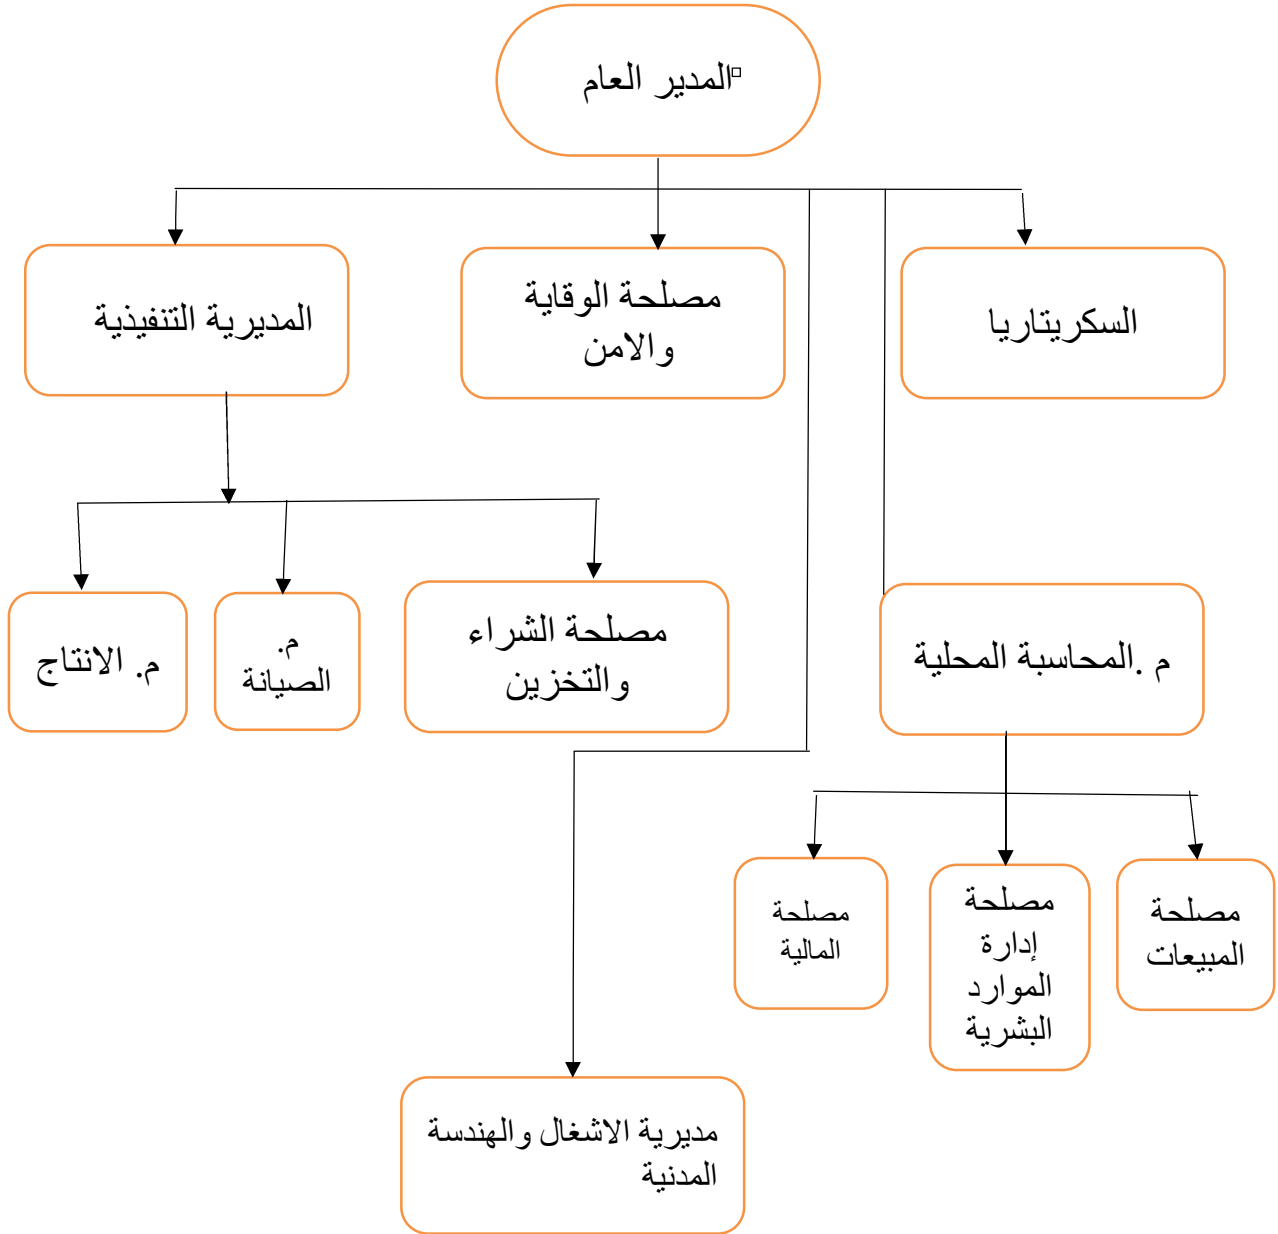 المدير العام
السكريتاريا
مصلحة الوقاية
والامن
المديرية التنفيذية
م .المحاسبة المحلية
مصلحة الشراء
والتخزين
م.
الصيانة
م. الانتاج
مصلحة
المبيعات
مصلحة
إدارة
الموارد
البشرية
مصلحة
المالية
مديرية الاشغال والهندسة
المدنية